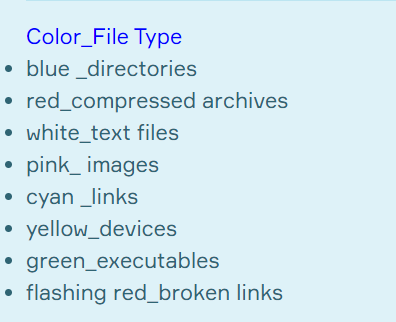 Color_File Type
blue _directories
red_compressed archives
white_text files
pink_ images
cyan _links
yellow_devices
green_executables
flashing red_broken links